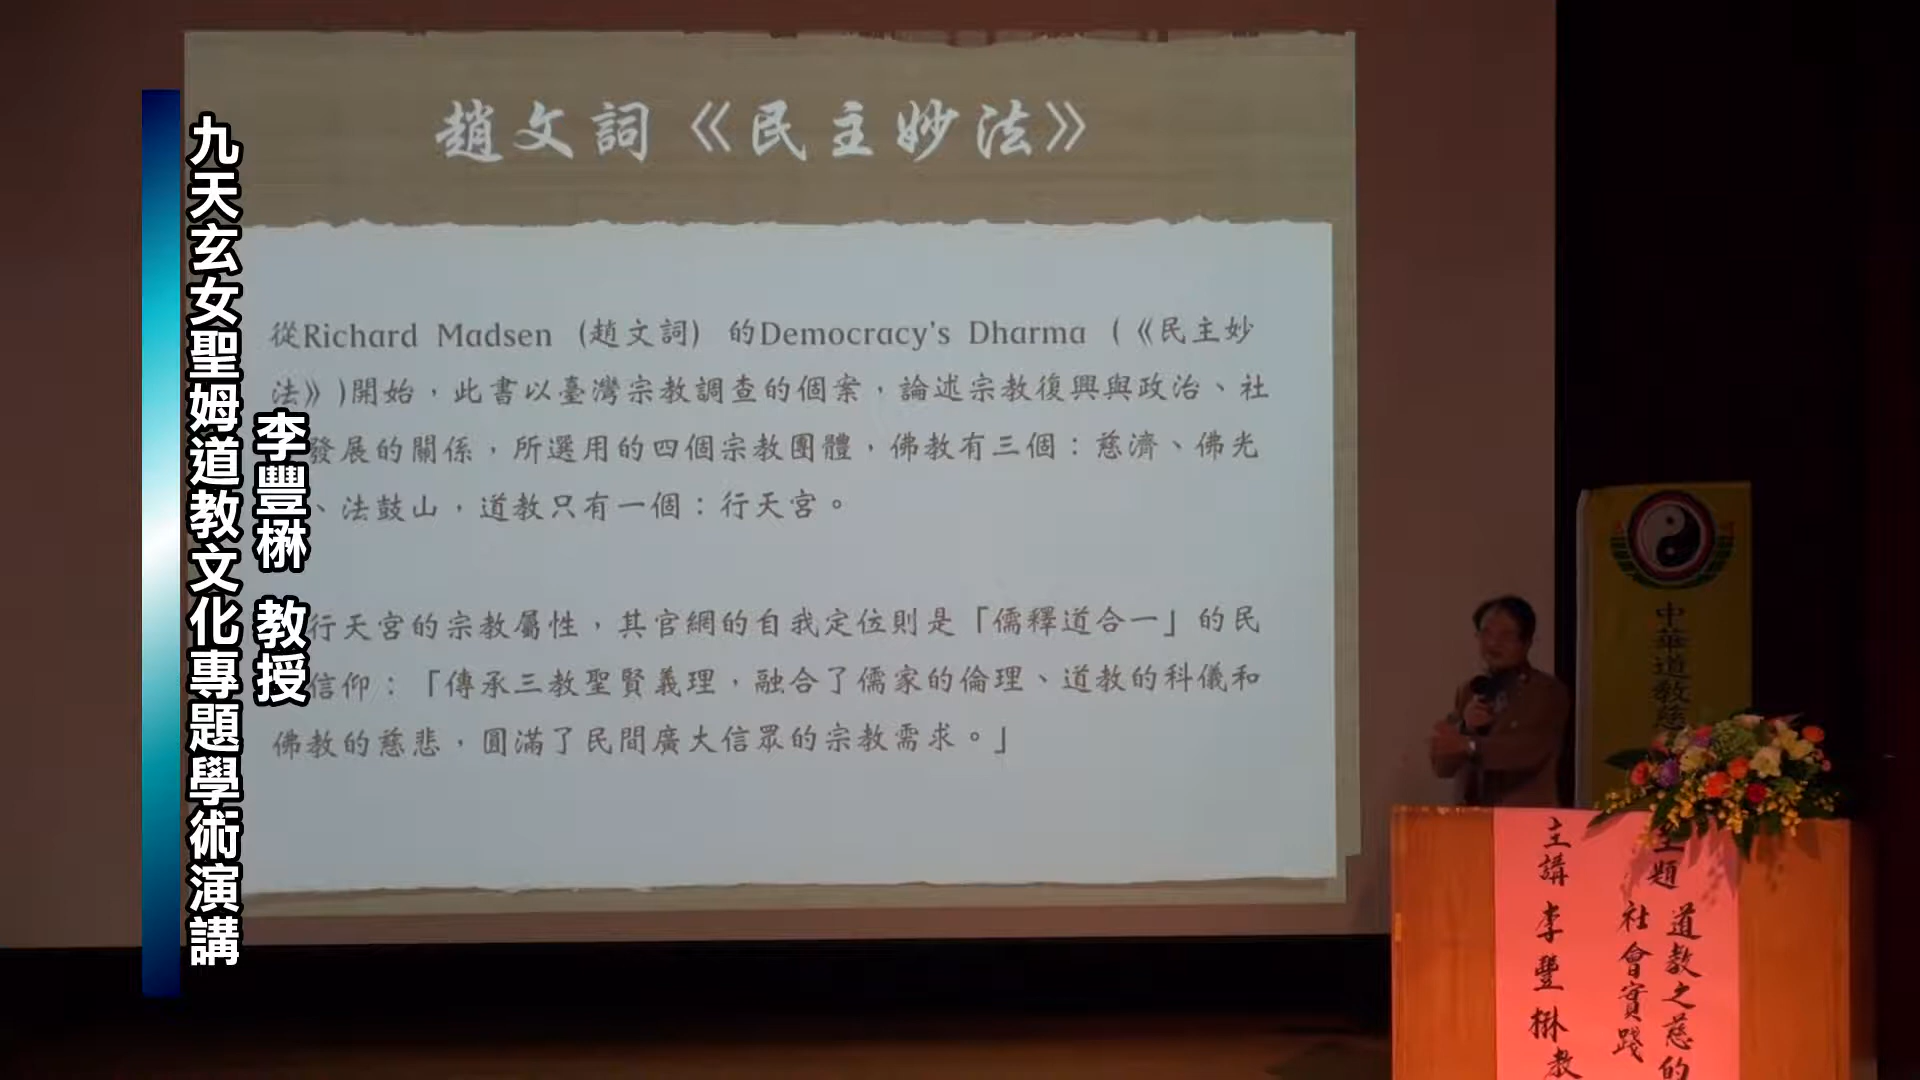 九天玄女聖姆道教文化專題學術演講
李豐楙 教授
趙文詞《民主妙法》
從Richard Madsen (趙文詞) 的Democracy's Dharma (《民主妙
法》)開始，此書以臺灣宗教調查的個案，論述宗教復興與政治、社
發展的關係，所選用的四個宗教團體，佛教有三個：慈濟、佛光
、法鼓山，道教只有一個：行天宮。
行天宮的宗教屬性，其官網的自我定位則是「儒釋道合一」的民
信仰：「傳承三教聖賢義理，融合了儒家的倫理、道教的科儀和
佛教的慈悲，圓滿了民間廣大信眾的宗教需求。」
中華道教慈
主題 道教之慈的
社會實踐
主講 李豐楙教